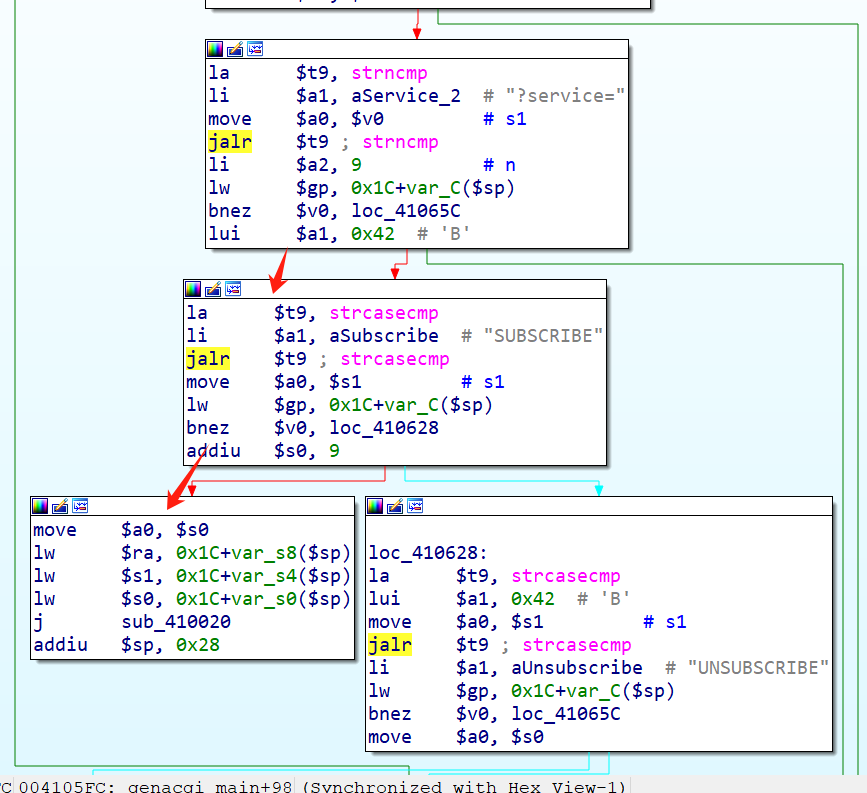 la $t9, strncmp
li $a1, aService_2 # "?service="
move $a0, $v0 # s1
jalr $t9 ; strncmp
li $a2, 9 # n
lw $gp, 0x1C+var_C($sp)
bnez $v0, loc_41065C
lui $a1, 0x42 # 'B'
la $t9, strcasecmp
li $a1, aSubscribe # "SUBSCRIBE"
jalr $t9 ; strcasecmp
move $a0, $s1 # s1
lw $gp, 0x1C+var_C($sp)
bnez $v0, loc_410628
addiu $s0, 9
move $a0, $s0
lw $ra, 0x1C+var_s8($sp)
lw $s1, 0x1C+var_s4($sp)
lw $s0, 0x1C+var_s0($sp)
j sub_410020
addiu $sp, 0x28
loc_410628:
la $t9, strcasecmp
lui $a1, 0x42 # 'B'
move $a0, $s1 # s1
jalr $t9 ; strcasecmp
li $a1, aUnsubscribe # "UNSUBSCRIBE"
lw $gp, 0x1C+var_C($sp)
bnez $v0, loc_41065C
move $a0, $s0
004105FC: genacgi_main+98 (Synchronized with Hex View-1)